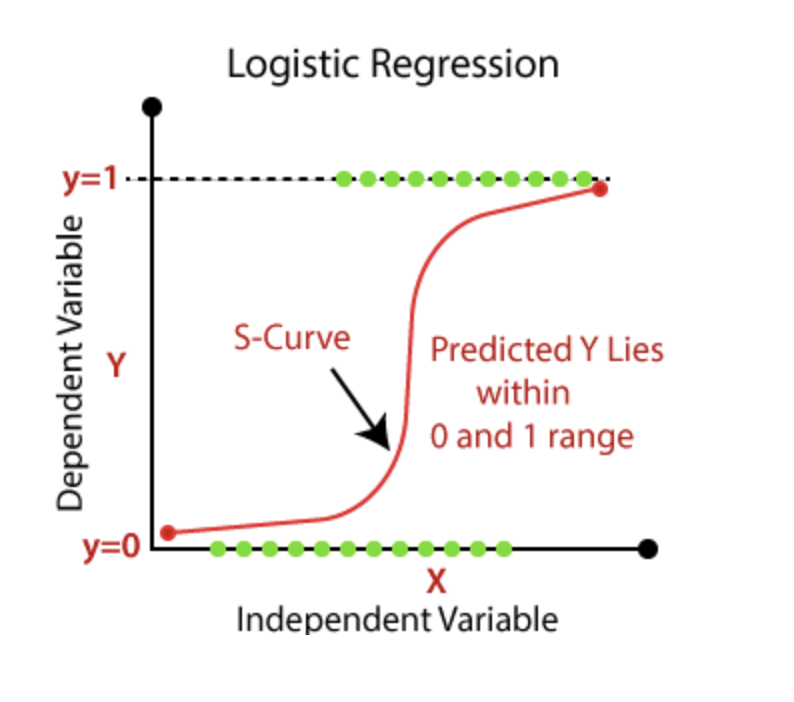 Logistic Regression
y=1
Dependent Variable
Y
S-Curve
Predicted Y Lies
within
0 and 1 range
y=0
X
Independent Variable